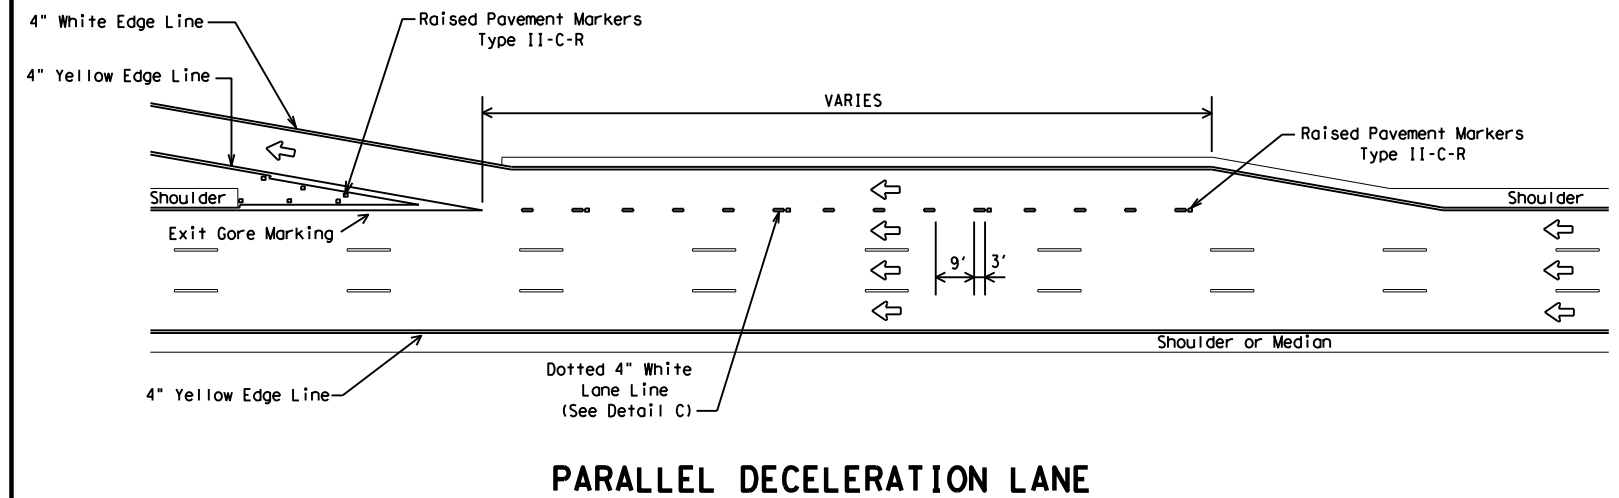 4" White Edge Line
Raised Pavement Markers
Type II-C-R
4" Yellow Edge Line
VARIES
Raised Pavement Markers
Type II-C-R
Shoulder
Shoulder
Exit Gore Marking
9'
3'
Shoulder or Median
Dotted 4" White
Lane Line
(See Detail C)
4" Yellow Edge Line
PARALLEL DECELERATION LANE